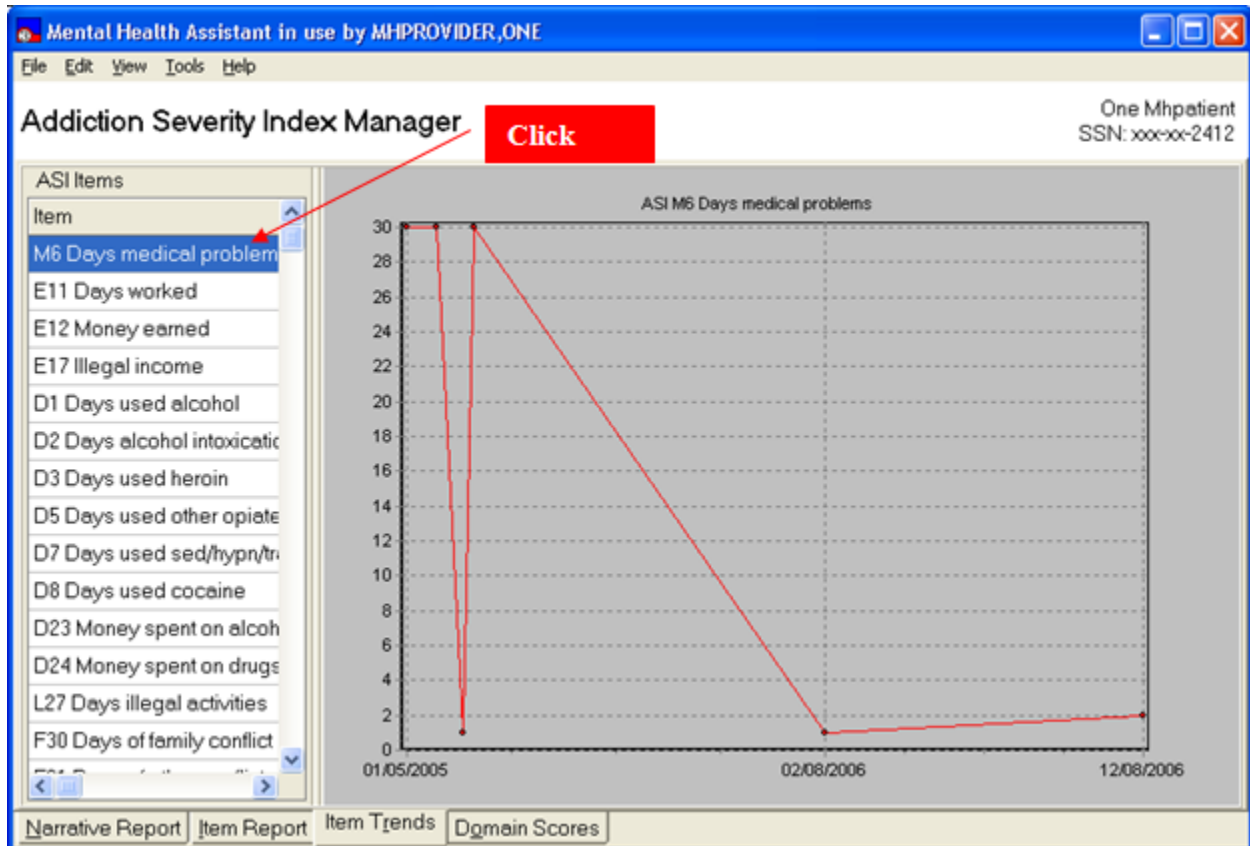 Mental Health Assistant in use by MHPROVIDER,ONE
File Edit View Tools Help
Addiction Severity Index Manager
Click
One Mhpatient
SSN: xxx-xx-2412
ASI Items
Item
M6 Days medical problem
E11 Days worked
E12 Money earned
E17 Illegal income
D1 Days used alcohol
D2 Days alcohol intoxicatio
D3 Days used heroin
D5 Days used other opiate
D7 Days used sed/hypn/tr
D8 Days used cocaine
D23 Money spent on alcoh
D24 Money spent on drugs
L27 Days illegal activities
F30 Days of family conflict
ASI M6 Days medical problems
30
28
26
24
22
20
18
16
14
12
10
8
6
4
2
0
01/05/2005 02/08/2006 12/08/2006
Narrative Report Item Report Item Trends Domain Scores